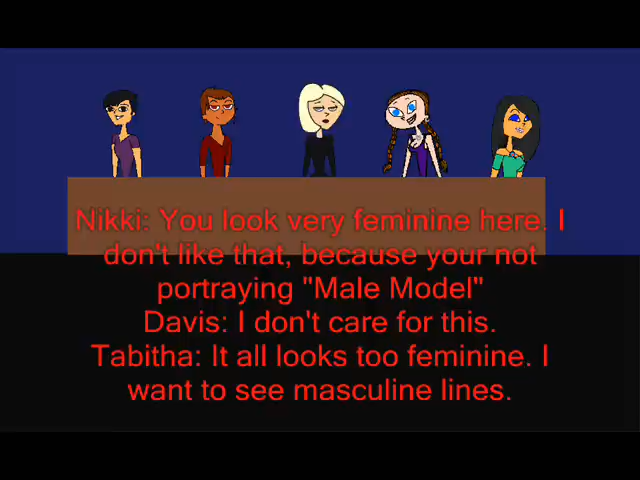 Nikki: You look very feminine here. I
don't like that, because your not
portraying "Male Model"
Davis: I don't care for this.
Tabitha: It all looks too feminine. I
want to see masculine lines.